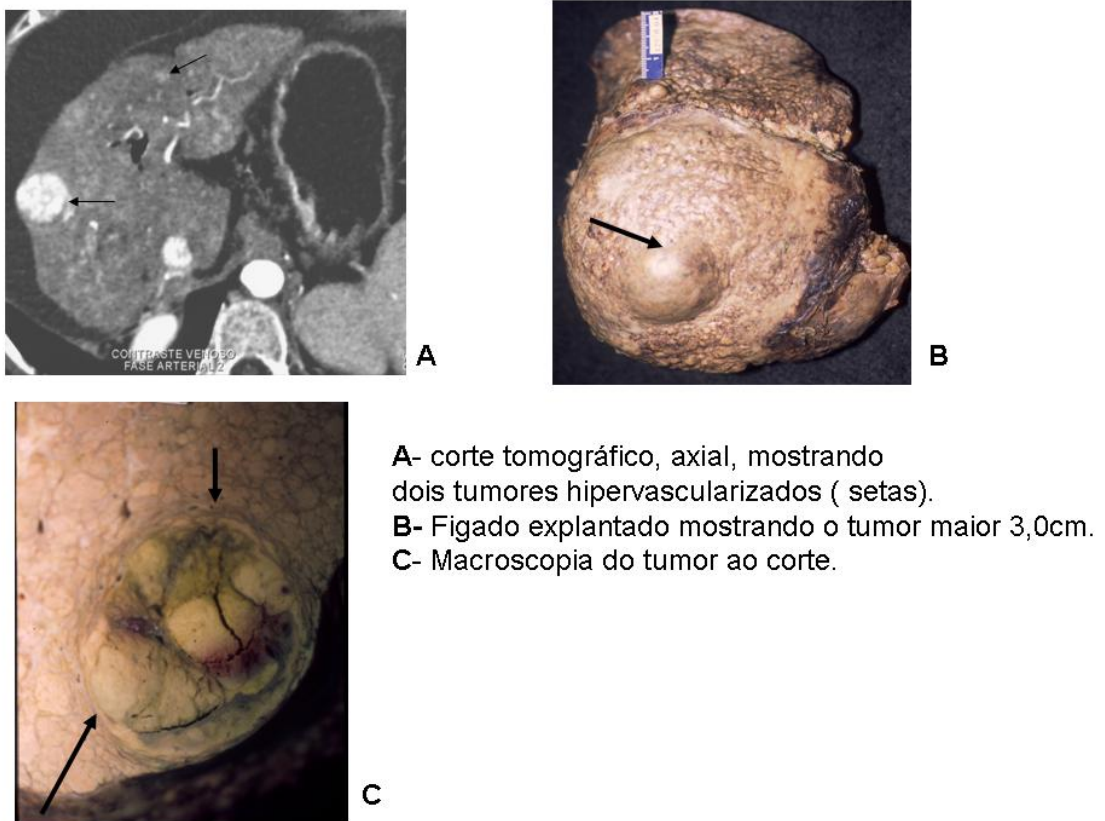 CONTRASTE VENOSO
FASE ARTERIAL 2
A
B
A- corte tomográfico, axial, mostrando
dois tumores hipervascularizados ( setas).
B- Figado explantado mostrando o tumor maior 3,0cm.
C- Macroscopia do tumor ao corte.
C